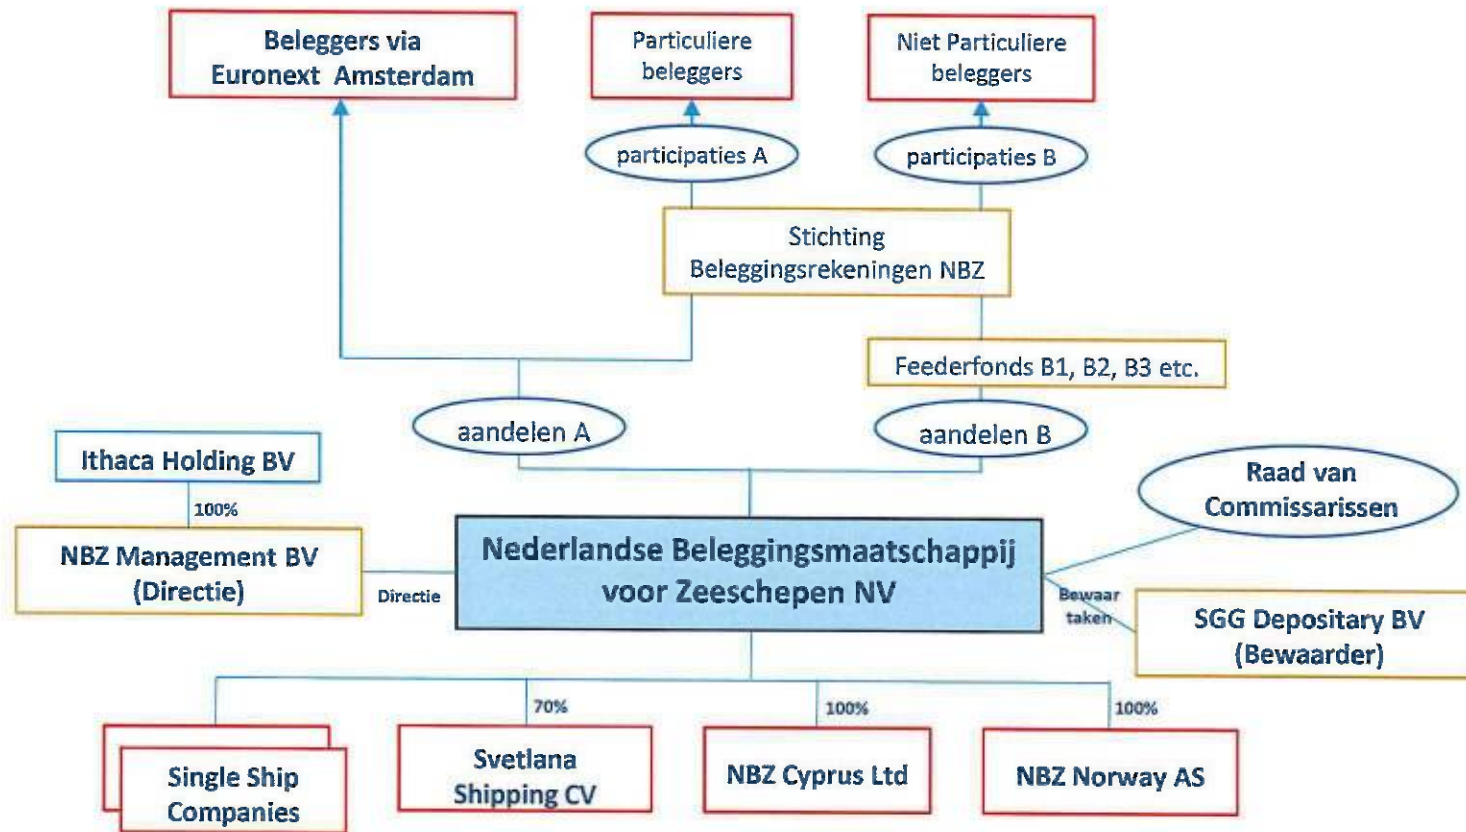 Beleggers via
Euronext Amsterdam
Particuliere
beleggers
Niet Particuliere
beleggers
participaties A
participaties B
Stichting
Beleggingsrekeningen NBZ
Feederfonds B1, B2, B3 etc.
aandelen A
aandelen B
Ithaca Holding BV
100%
NBZ Management BV
(Directie)
Directie
Nederlandse Beleggingsmaatschappij
voor Zeeschepen NV
Raad van
Commissarissen
Bewaar
taken
SGG Depositary BV
(Bewaarder)
Single Ship
Companies
70%
Svetlana
Shipping CV
100%
NBZ Cyprus Ltd
100%
NBZ Norway AS